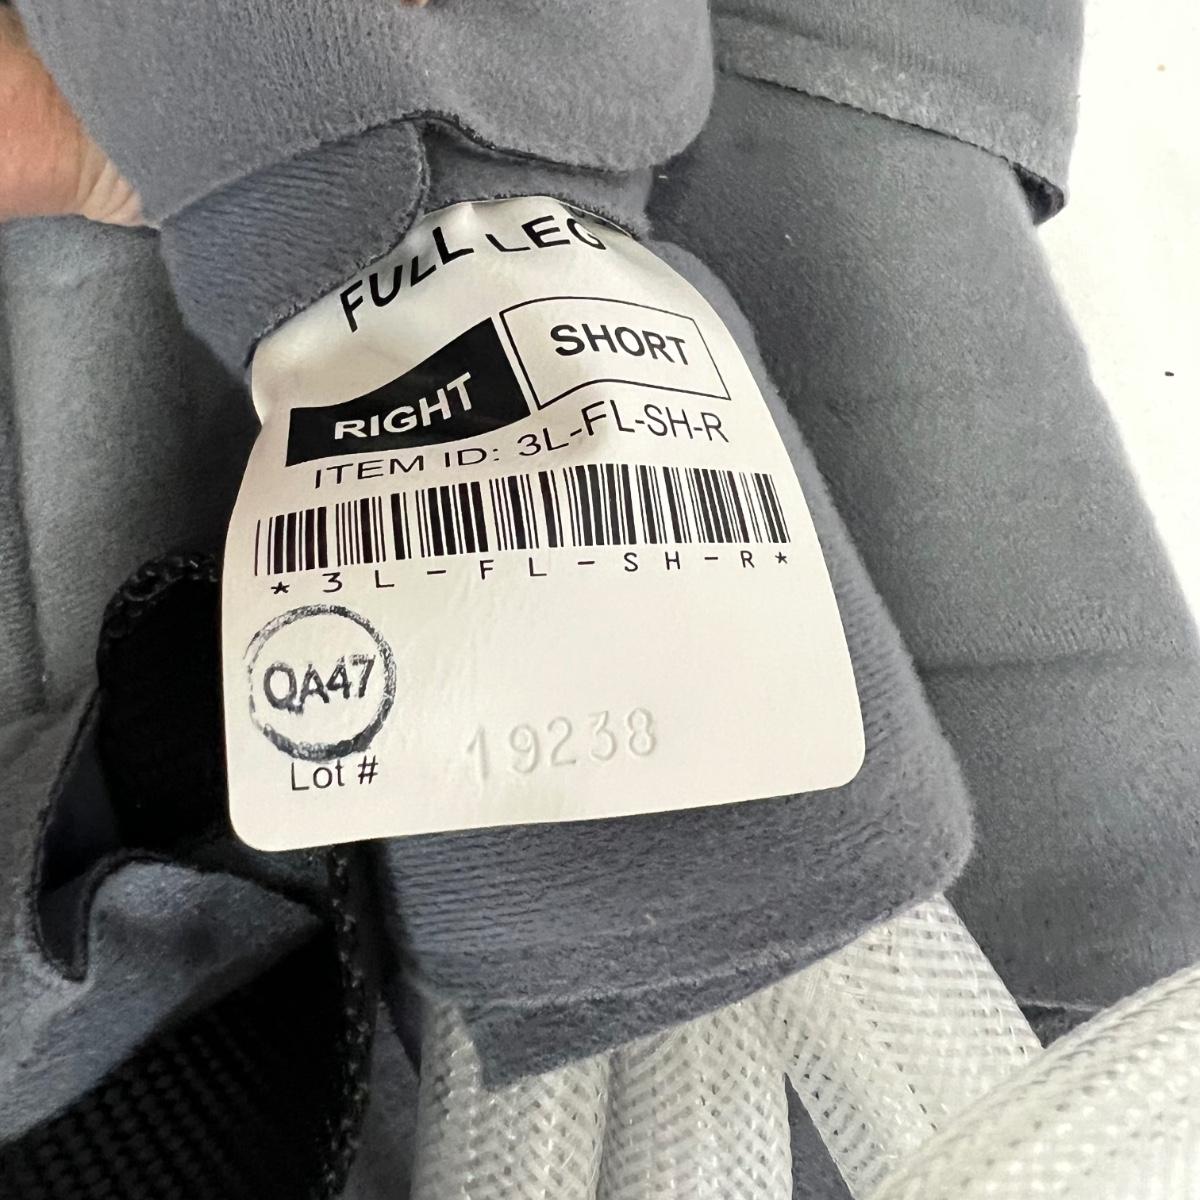 FULL LEG
RIGHT SHORT
ITEM ID: 3L-FL-SH-R
*3L-FL-SH-R*
QA47
Lot # 19238